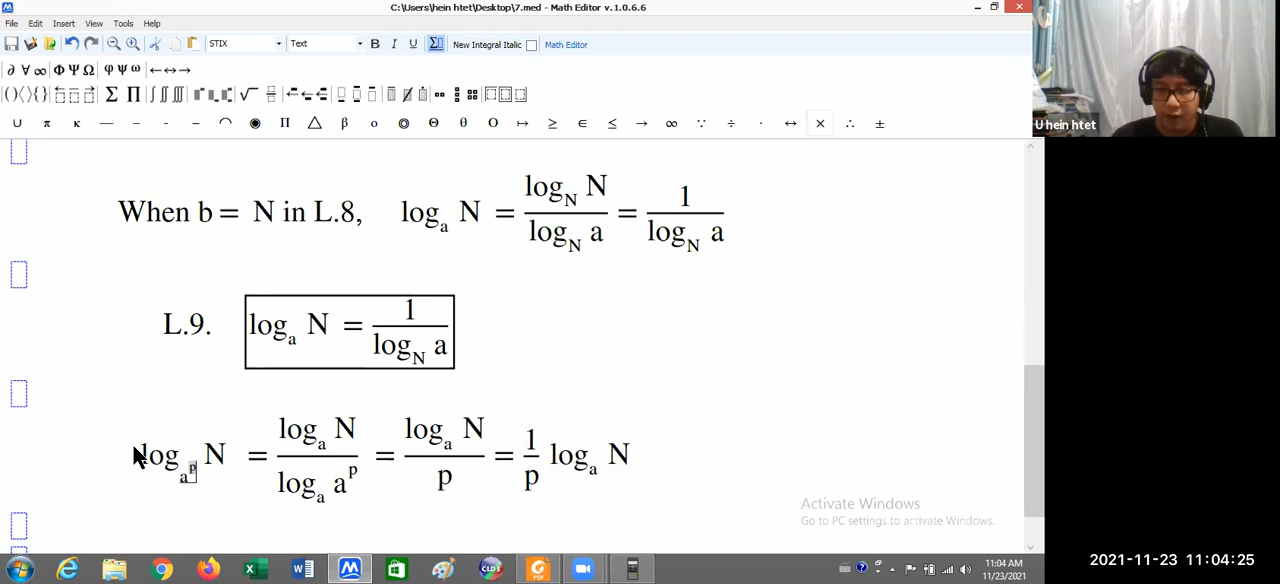 C:\Users\hein htet\Desktop\7.med - Math Editor v.1.0.6.6
File Edit Insert View Tools Help
STIX Text B I U Σ New Integral Italic Math Editor
∂ ∀ ∞ Φ Ψ Ω φ ψ ω ←↔→
() ⟨⟩ {} Σ Π ∫ ∬ ∭ √
∪ π κ — − - − ⌒ ◉ Π △ β o ◎ Θ θ O ↦ ≥ ∈ ≤ → ∞ ∵ ÷ · ↔ × ∴ ±
U hein htet
When b = N in L.8, log_a N = (log_N N)/(log_N a) = 1/(log_N a)
L.9. log_a N = 1/(log_N a)
log_{a^p} N = (log_a N)/(log_a a^p) = (log_a N)/p = (1/p) log_a N
Activate Windows
Go to PC settings to activate Windows.
11:04 AM
11/23/2021
2021-11-23 11:04:25